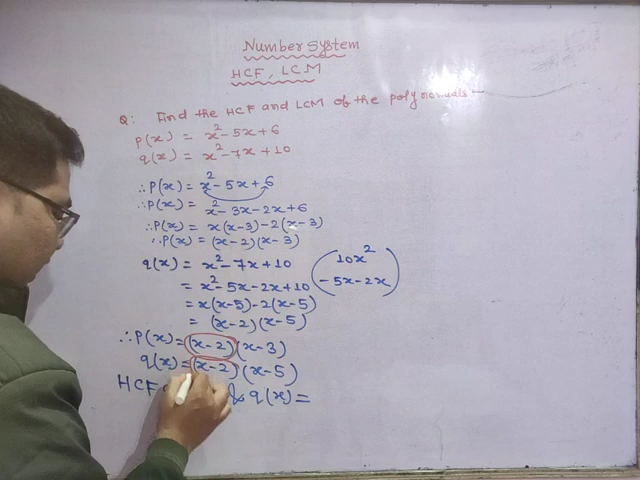 Number System
HCF, LCM
Q: Find the HCF and LCM of the polynomials
P(x) = x² - 5x + 6
q(x) = x² - 7x + 10
∴ P(x) = x² - 5x + 6
∴ P(x) = x² - 3x - 2x + 6
∴ P(x) = x(x-3) - 2(x-3)
∴ P(x) = (x-2)(x-3)
q(x) = x² - 7x + 10
= x² - 5x - 2x + 10
= x(x-5) - 2(x-5)
= (x-2)(x-5)
(10x²
-5x-2x)
∴ P(x) = (x-2)(x-3)
q(x) = (x-2)(x-5)
HCF & q(x) =